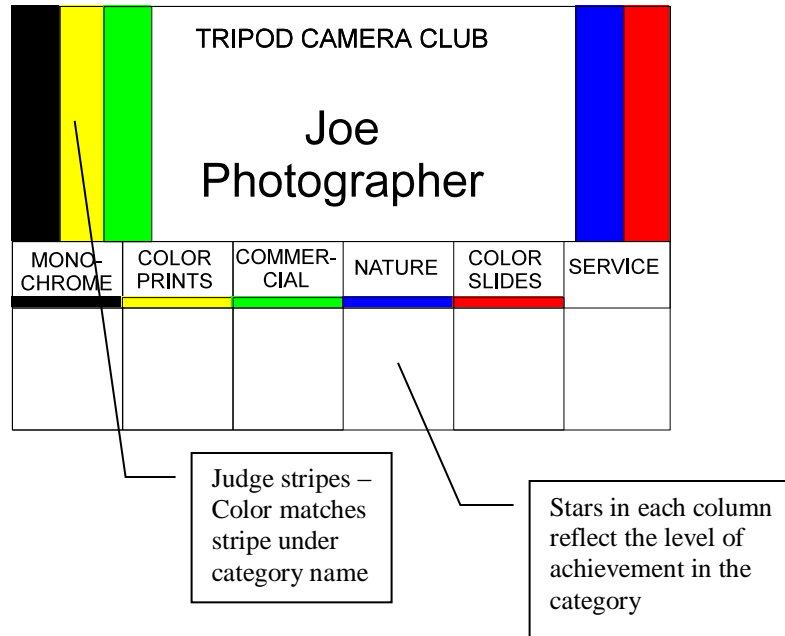 TRIPOD CAMERA CLUB
Joe
Photographer
MONO-
CHROME
COLOR
PRINTS
COMMER-
CIAL
NATURE
COLOR
SLIDES
SERVICE
Judge stripes –
Color matches
stripe under
category name
Stars in each column
reflect the level of
achievement in the
category